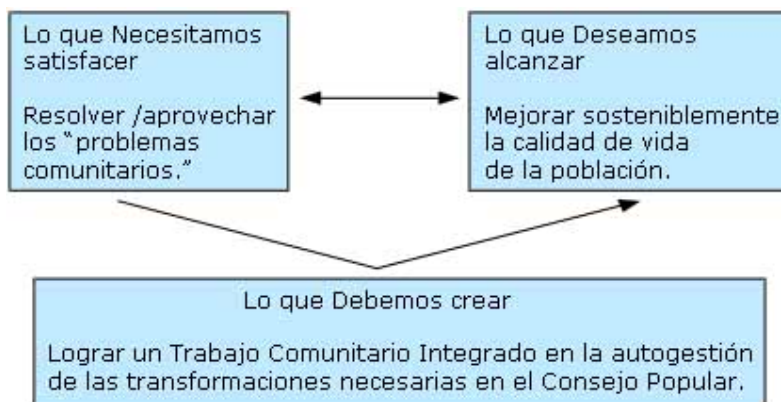 Lo que Necesitamos
satisfacer
Resolver /aprovechar
los “problemas
comunitarios.”
Lo que Deseamos
alcanzar
Mejorar sosteniblemente
la calidad de vida
de la población.
Lo que Debemos crear
Lograr un Trabajo Comunitario Integrado en la autogestión
de las transformaciones necesarias en el Consejo Popular.